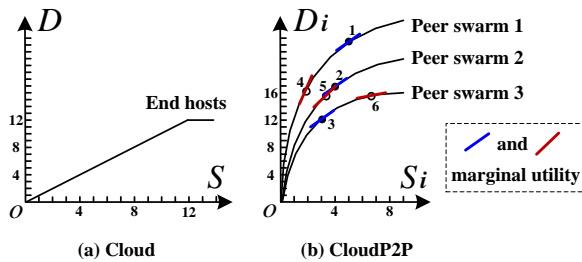 D
12
8
4
O
End hosts
4
8
12
S
(a) Cloud
Di
16
12
8
4
O
1
2
3
4
5
6
4
8
Si
Peer swarm 1
Peer swarm 2
Peer swarm 3
and
marginal utility
(b) CloudP2P